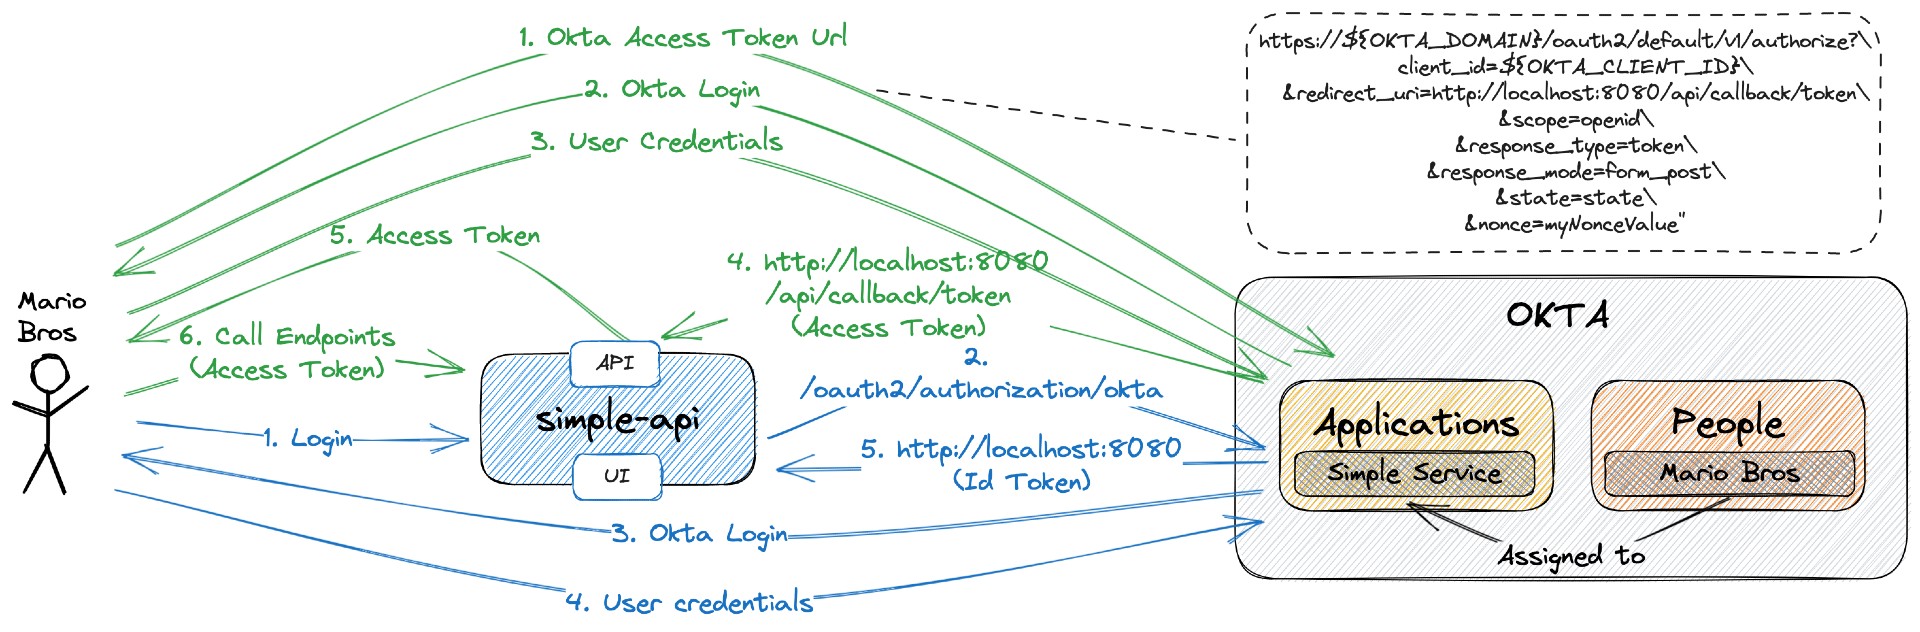 1. Okta Access Token Url
2. Okta Login
3. User Credentials
5. Access Token
4. http://localhost:8080
/api/callback/token
(Access Token)
6. Call Endpoints
(Access Token)
Mario
Bros
API
simple-api
UI
1. Login
2.
/oauth2/authorization/okta
5. http://localhost:8080
(Id Token)
3. Okta Login
4. User credentials
https://${OKTA_DOMAIN}/oauth2/default/v1/authorize?\
client_id=${OKTA_CLIENT_ID}\
&redirect_uri=http://localhost:8080/api/callback/token\
&scope=openid\
&response_type=token\
&response_mode=form_post\
&state=state\
&nonce=myNonceValue"
OKTA
Applications
Simple Service
People
Mario Bros
Assigned to